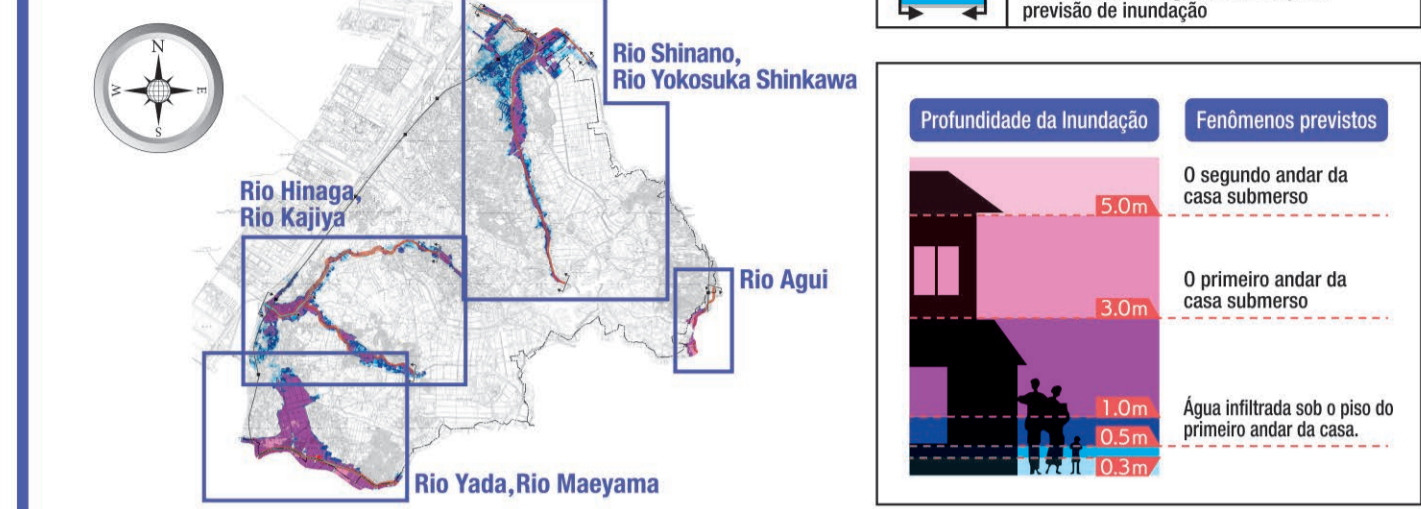 previsão de inundação
N
W
E
S
Rio Shinano,
Rio Yokosuka Shinkawa
Rio Hinaga,
Rio Kajiya
Rio Agui
Rio Yada,Rio Maeyama
Profundidade da Inundação
Fenômenos previstos
O segundo andar da
casa submerso
5.0m
O primeiro andar da
casa submerso
3.0m
1.0m
Água infiltrada sob o piso do
primeiro andar da casa.
0.5m
0.3m